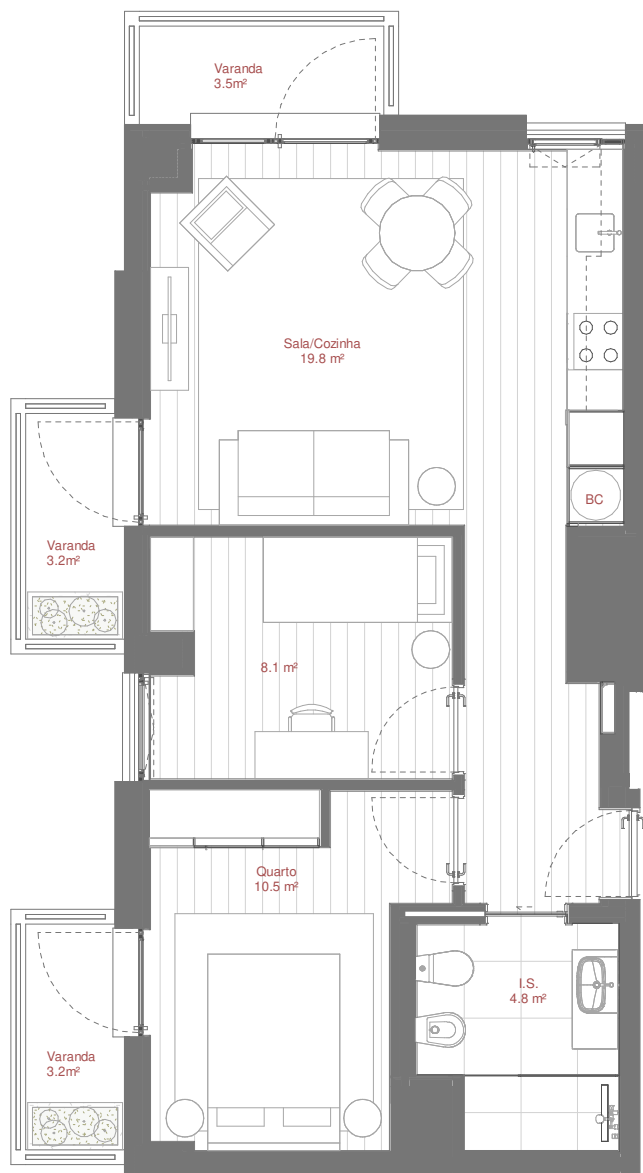 Varanda
3.5m²
Sala/Cozinha
19.8 m²
BC
Varanda
3.2m²
8.1 m²
Quarto
10.5 m²
I.S.
4.8 m²
Varanda
3.2m²